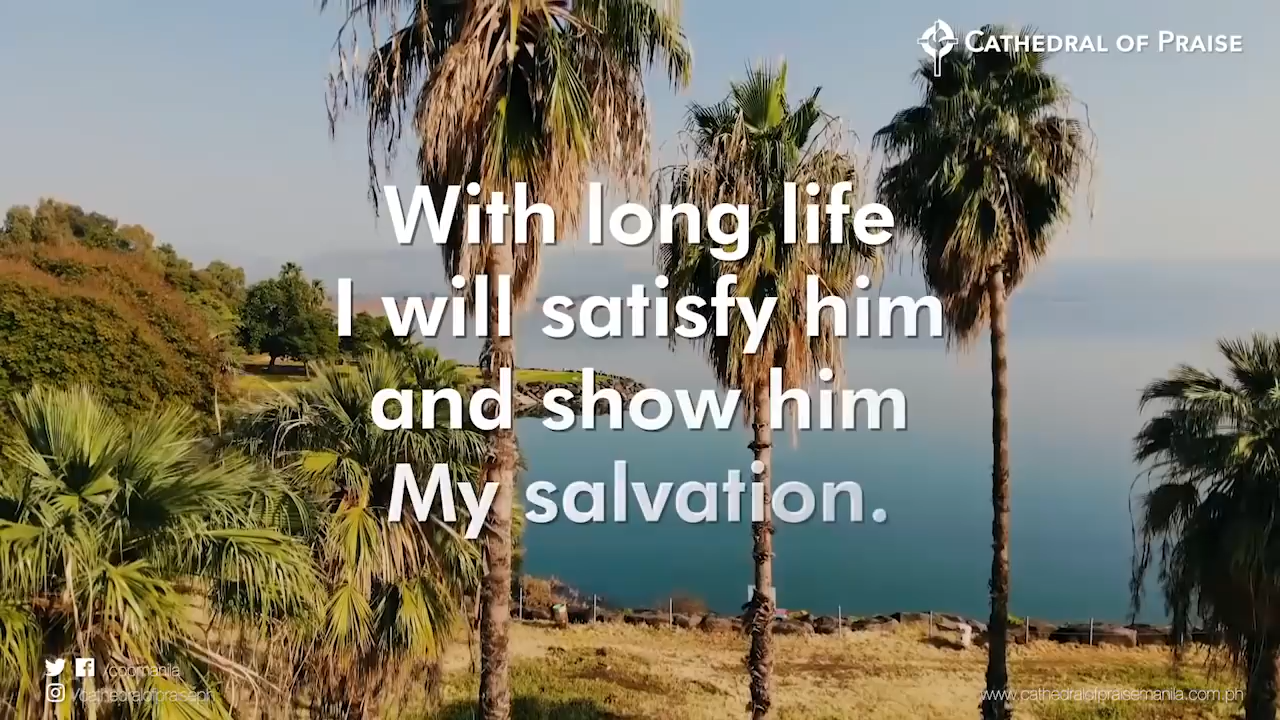 CATHEDRAL OF PRAISE
With long life
I will satisfy him
and show him
My salvation.
/copmanila
/cathedralofpraiseph
www.cathedralofpraisemanila.com.ph